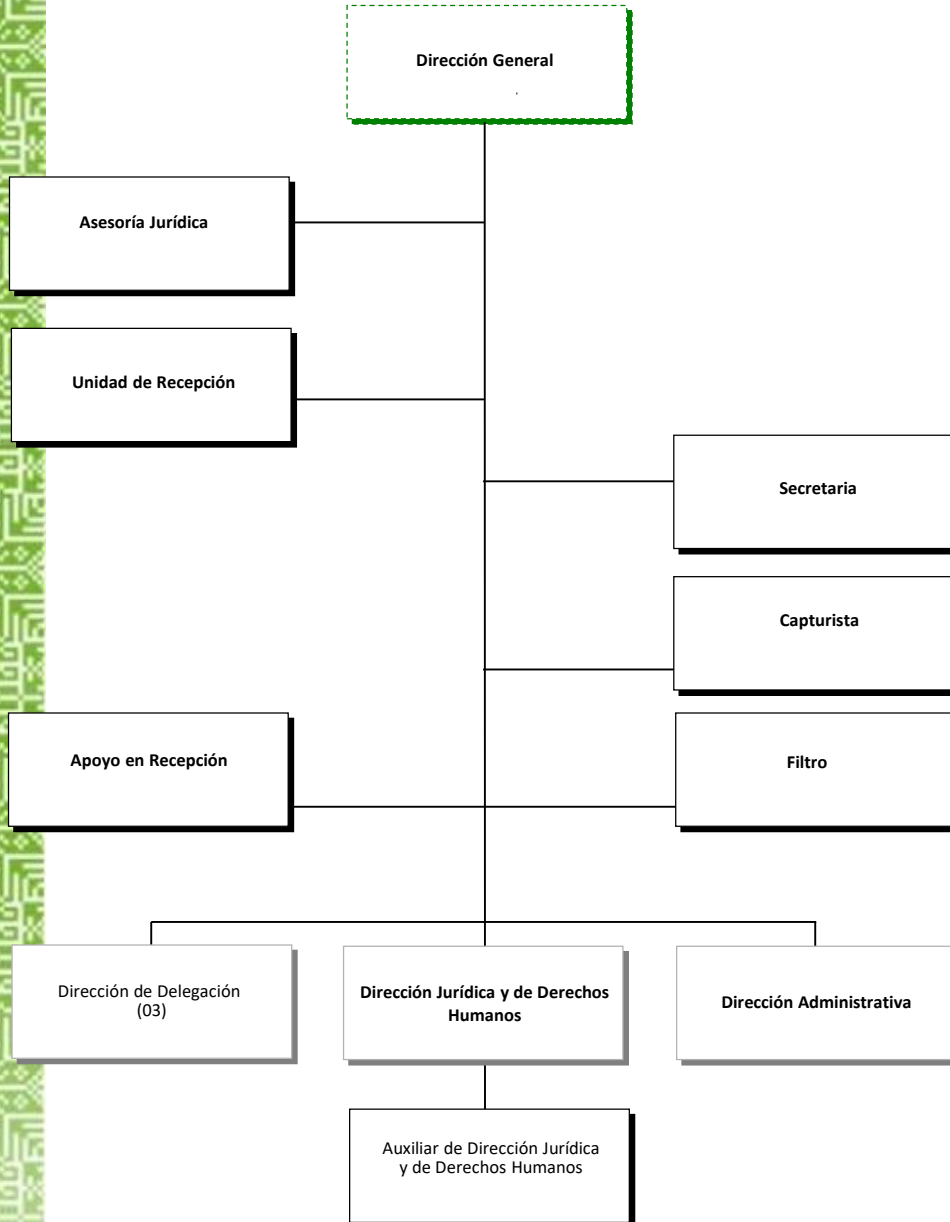 Dirección General
Asesoría Jurídica
Unidad de Recepción
Secretaria
Capturista
Apoyo en Recepción
Filtro
Dirección de Delegación
(03)
Dirección Jurídica y de Derechos
Humanos
Dirección Administrativa
Auxiliar de Dirección Jurídica
y de Derechos Humanos